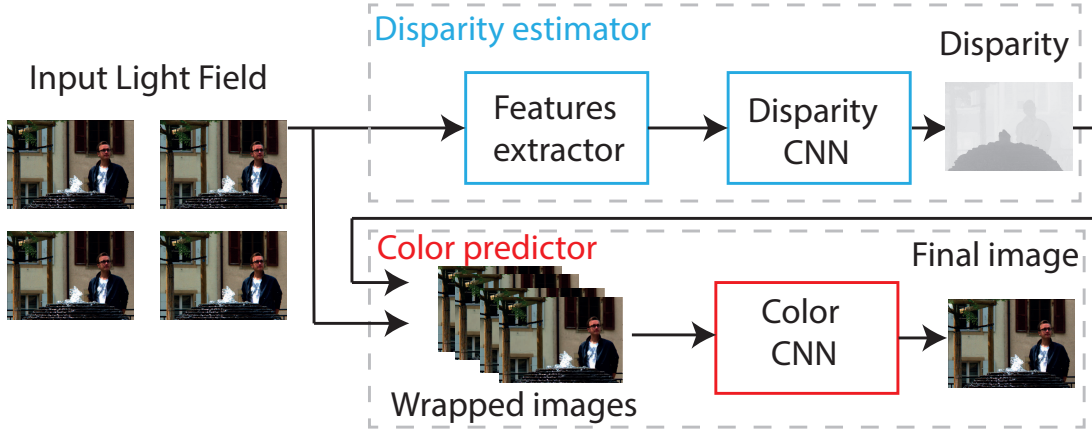 Input Light Field
Disparity estimator
Features
extractor
Disparity
CNN
Disparity
Color predictor
Wrapped images
Color
CNN
Final image